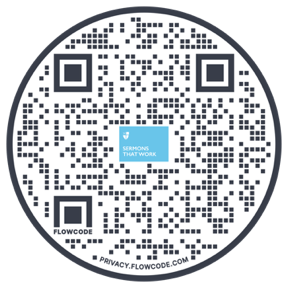 SERMONS
THAT WORK
FLOWCODE
PRIVACY.FLOWCODE.COM